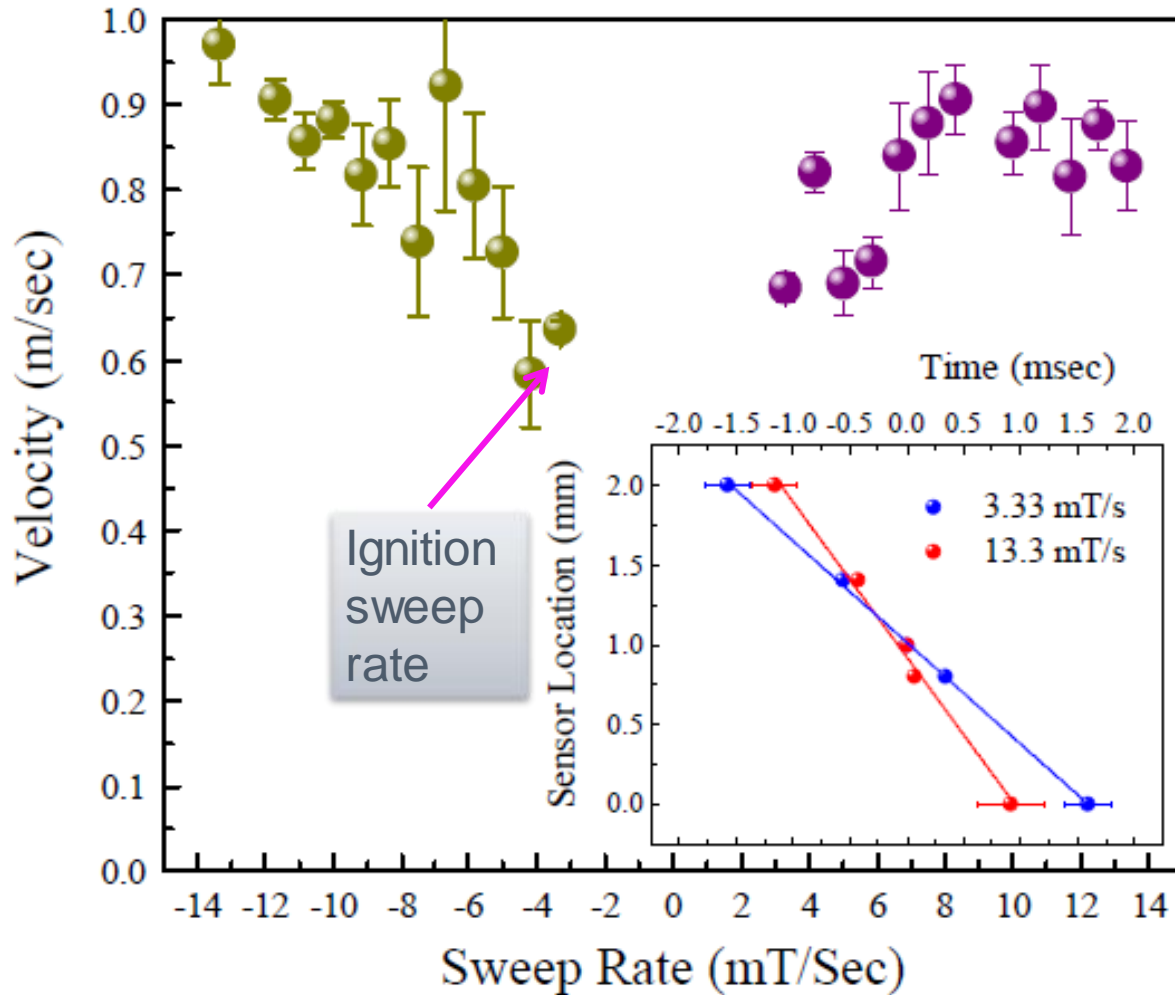 Velocity (m/sec)
1.0
0.9
0.8
0.7
0.6
0.5
0.4
0.3
0.2
0.1
0.0
-14 -12 -10 -8 -6 -4 -2 0 2 4 6 8 10 12 14
Sweep Rate (mT/Sec)
Ignition
sweep
rate
Time (msec)
-2.0 -1.5 -1.0 -0.5 0.0 0.5 1.0 1.5 2.0
Sensor Location (mm)
2.0
1.5
1.0
0.5
0.0
3.33 mT/s
13.3 mT/s